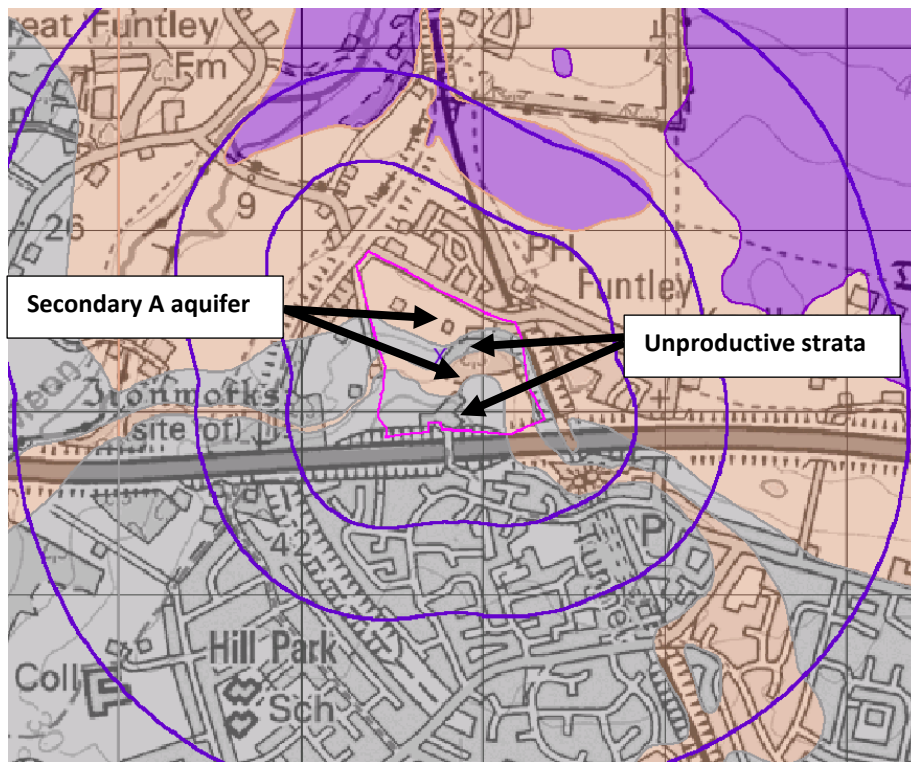 reat Funtley
Fm
9
26
PH
Funtley
Secondary A aquifer
Unproductive strata
Ironworks
(site of)
P
42
Hill Park
Coll
Sch